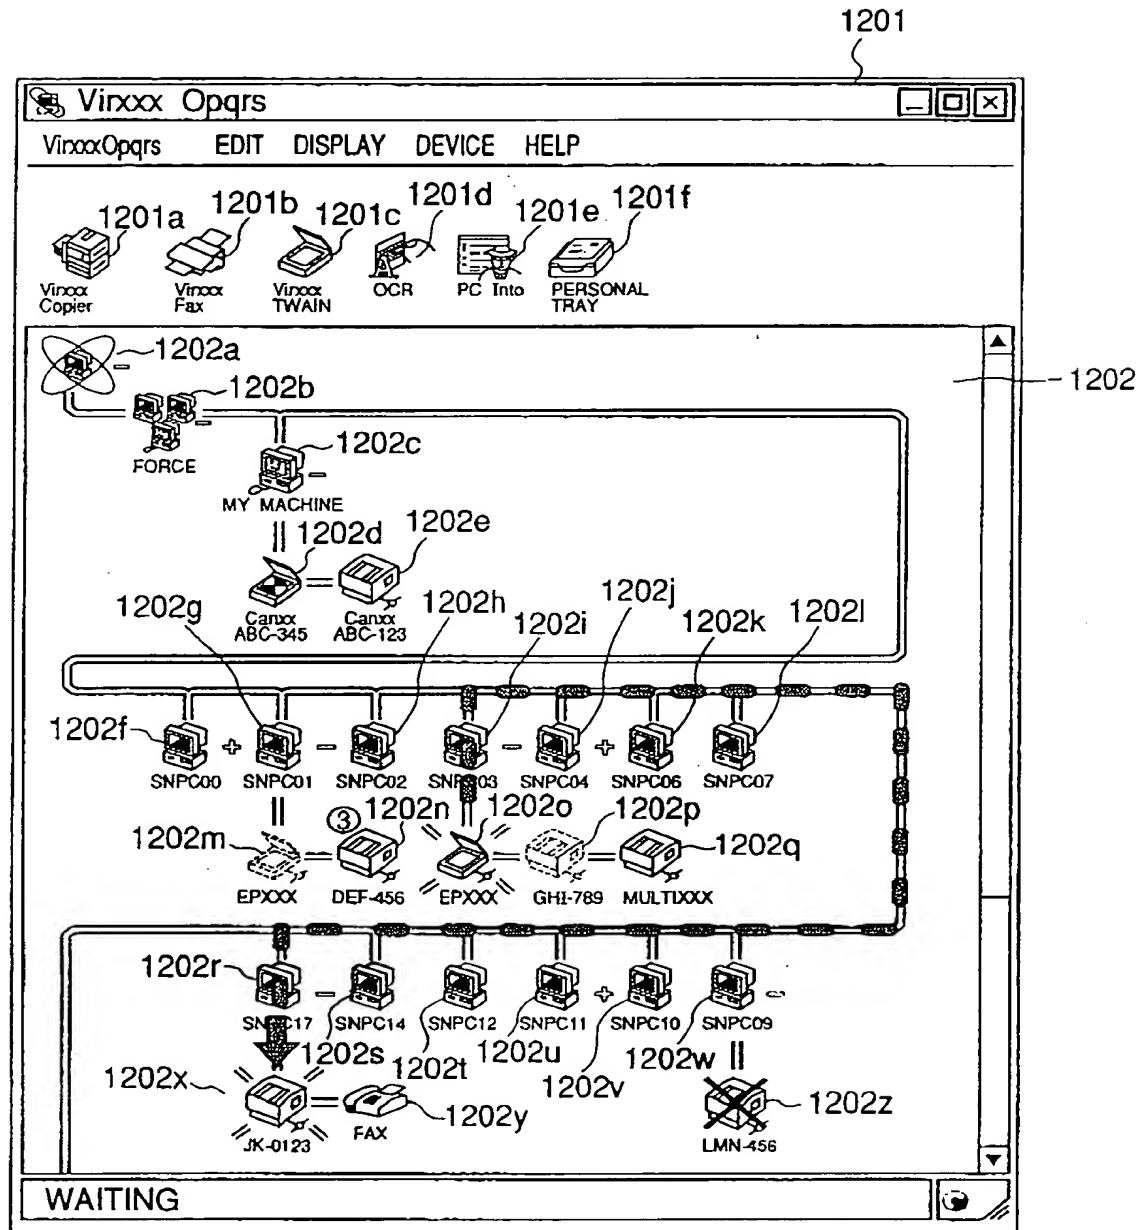 1201
Virxxx Opqrs
VirxxxOpqrs EDIT DISPLAY DEVICE HELP
1201a 1201b 1201c 1201d 1201e 1201f
Virxxx Copier
Virxxx Fax
Virxxx TWAIN
OCR
PC Into
PERSONAL TRAY
1202a
1202
1202b
FORCE
1202c
MY MACHINE
1202d 1202e
Canxx ABC-345
Canxx ABC-123
1202g 1202h 1202i 1202j 1202k 1202l
1202f
SNPC00 SNPC01 SNPC02 SNPC03 SNPC04 SNPC06 SNPC07
1202m ③ 1202n 1202o 1202p 1202q
EPXXX DEF-456 EPXXX GHI-789 MULTIXXX
1202r
SNPC17 SNPC14 SNPC12 SNPC11 SNPC10 SNPC09
1202s 1202t 1202u 1202v 1202w
1202x 1202y 1202z
JK-0123 FAX LMN-456
WAITING